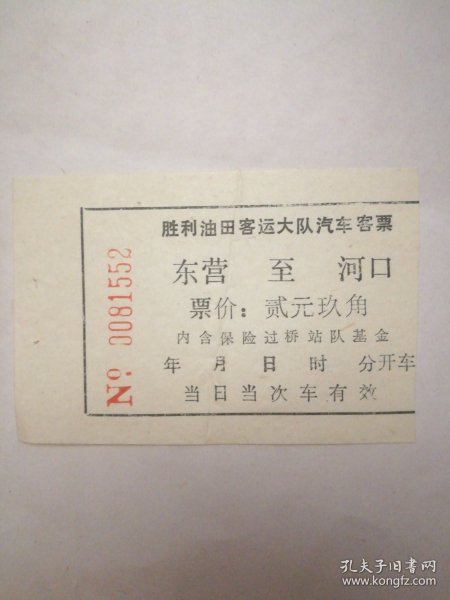 胜利油田客运大队汽车客票
东营 至 河口
票价：贰元玖角
内含保险过桥站队基金
年 月 日 时 分开车
当日当次车有效
No 0081552
孔夫子旧书网
www.kongfz.com